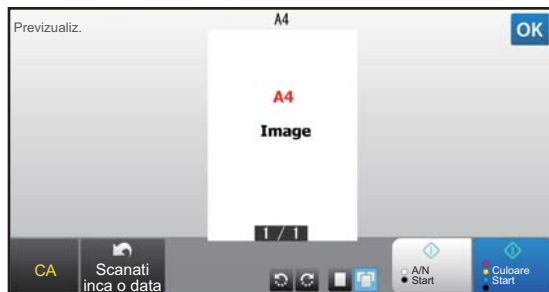 Previzualiz.
A4
OK
A4
Image
1 / 1
CA
Scanati
inca o data
A/N
Start
Culoare
Start